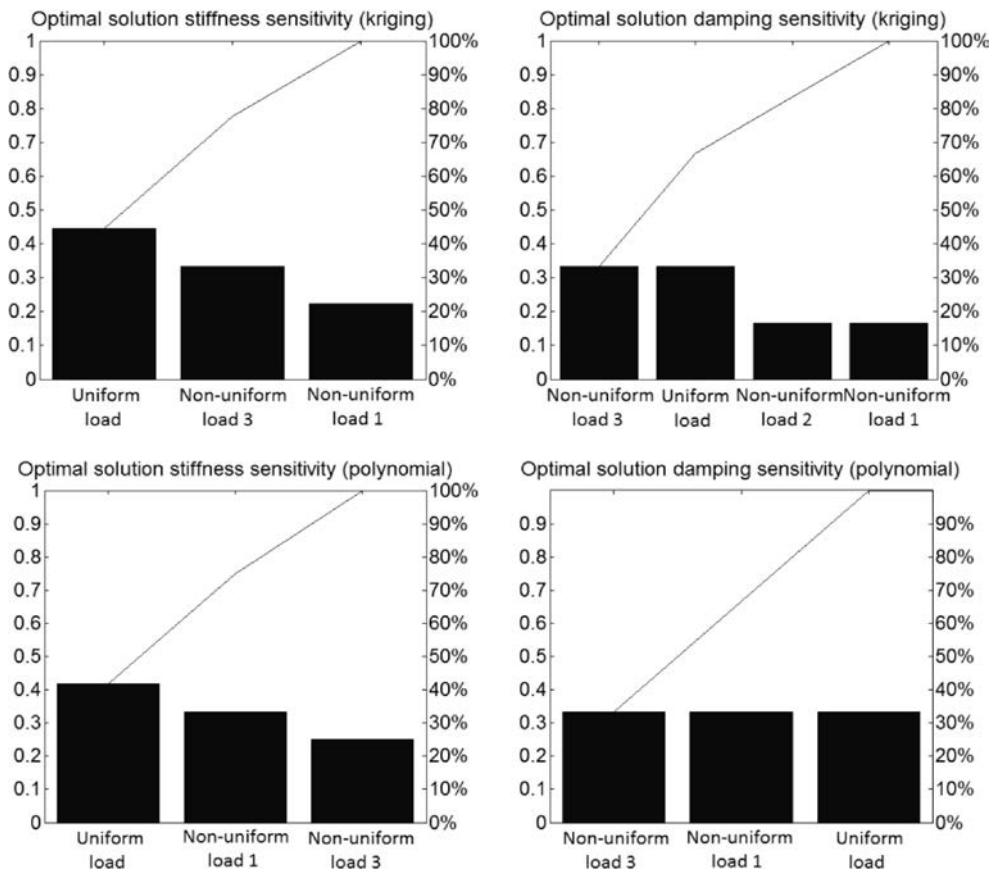 Optimal solution stiffness sensitivity (kriging)
1
0.9
0.8
0.7
0.6
0.5
0.4
0.3
0.2
0.1
0
100%
90%
80%
70%
60%
50%
40%
30%
20%
10%
0%
Uniform
load
Non-uniform
load 3
Non-uniform
load 1
Optimal solution damping sensitivity (kriging)
1
0.9
0.8
0.7
0.6
0.5
0.4
0.3
0.2
0.1
0
100%
90%
80%
70%
60%
50%
40%
30%
20%
10%
0%
Non-uniform
load 3
Uniform
load
Non-uniform
load 2
Non-uniform
load 1
Optimal solution stiffness sensitivity (polynomial)
1
0.9
0.8
0.7
0.6
0.5
0.4
0.3
0.2
0.1
0
100%
90%
80%
70%
60%
50%
40%
30%
20%
10%
0%
Uniform
load
Non-uniform
load 1
Non-uniform
load 3
Optimal solution damping sensitivity (polynomial)
0.9
0.8
0.7
0.6
0.5
0.4
0.3
0.2
0.1
0
90%
80%
70%
60%
50%
40%
30%
20%
10%
0%
Non-uniform
load 3
Non-uniform
load 1
Uniform
load